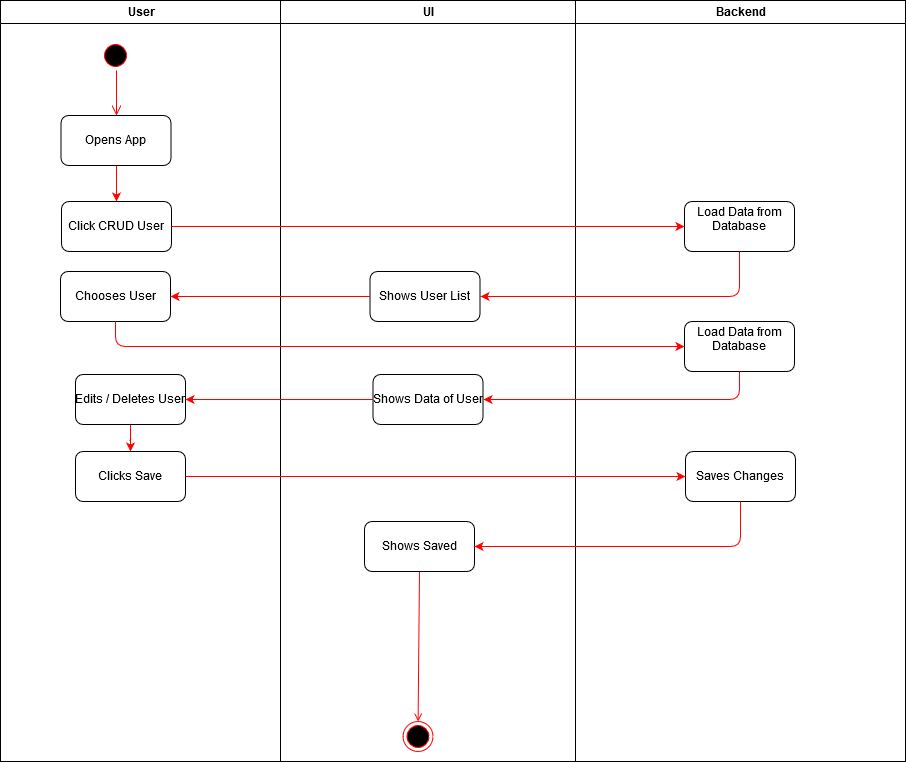 User
UI
Backend
Opens App
Click CRUD User
Load Data from
Database
Chooses User
Shows User List
Load Data from
Database
Edits / Deletes User
Shows Data of User
Clicks Save
Saves Changes
Shows Saved